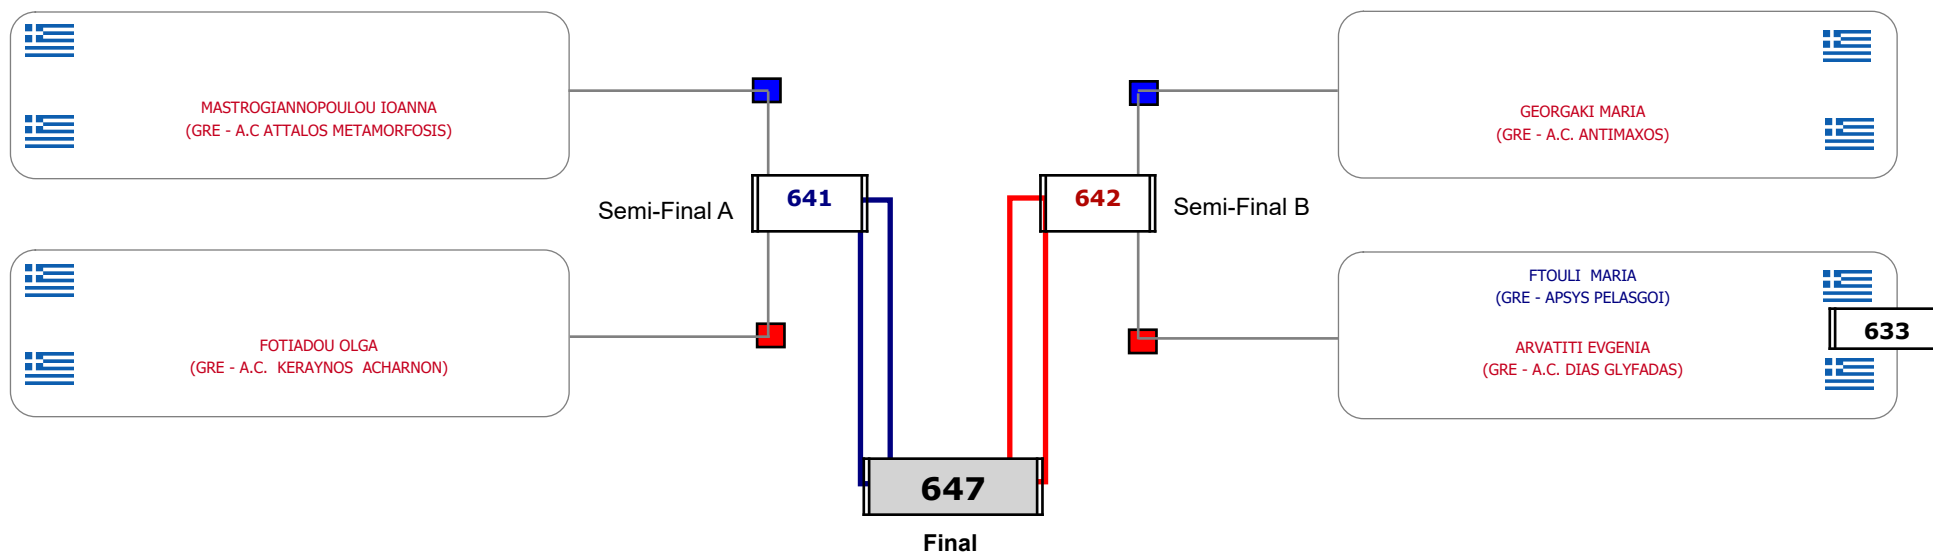 MASTROGIANNOPOULOU IOANNA
(GRE - A.C ATTALOS METAMORFOSIS)
GEORGAKI MARIA
(GRE - A.C. ANTIMAXOS)
Semi-Final A
641
642
Semi-Final B
FTOULI MARIA
(GRE - APSYS PELASGOI)
633
FOTIADOU OLGA
(GRE - A.C. KERAYNOS ACHARNON)
ARVATITI EVGENIA
(GRE - A.C. DIAS GLYFADAS)
647
Final